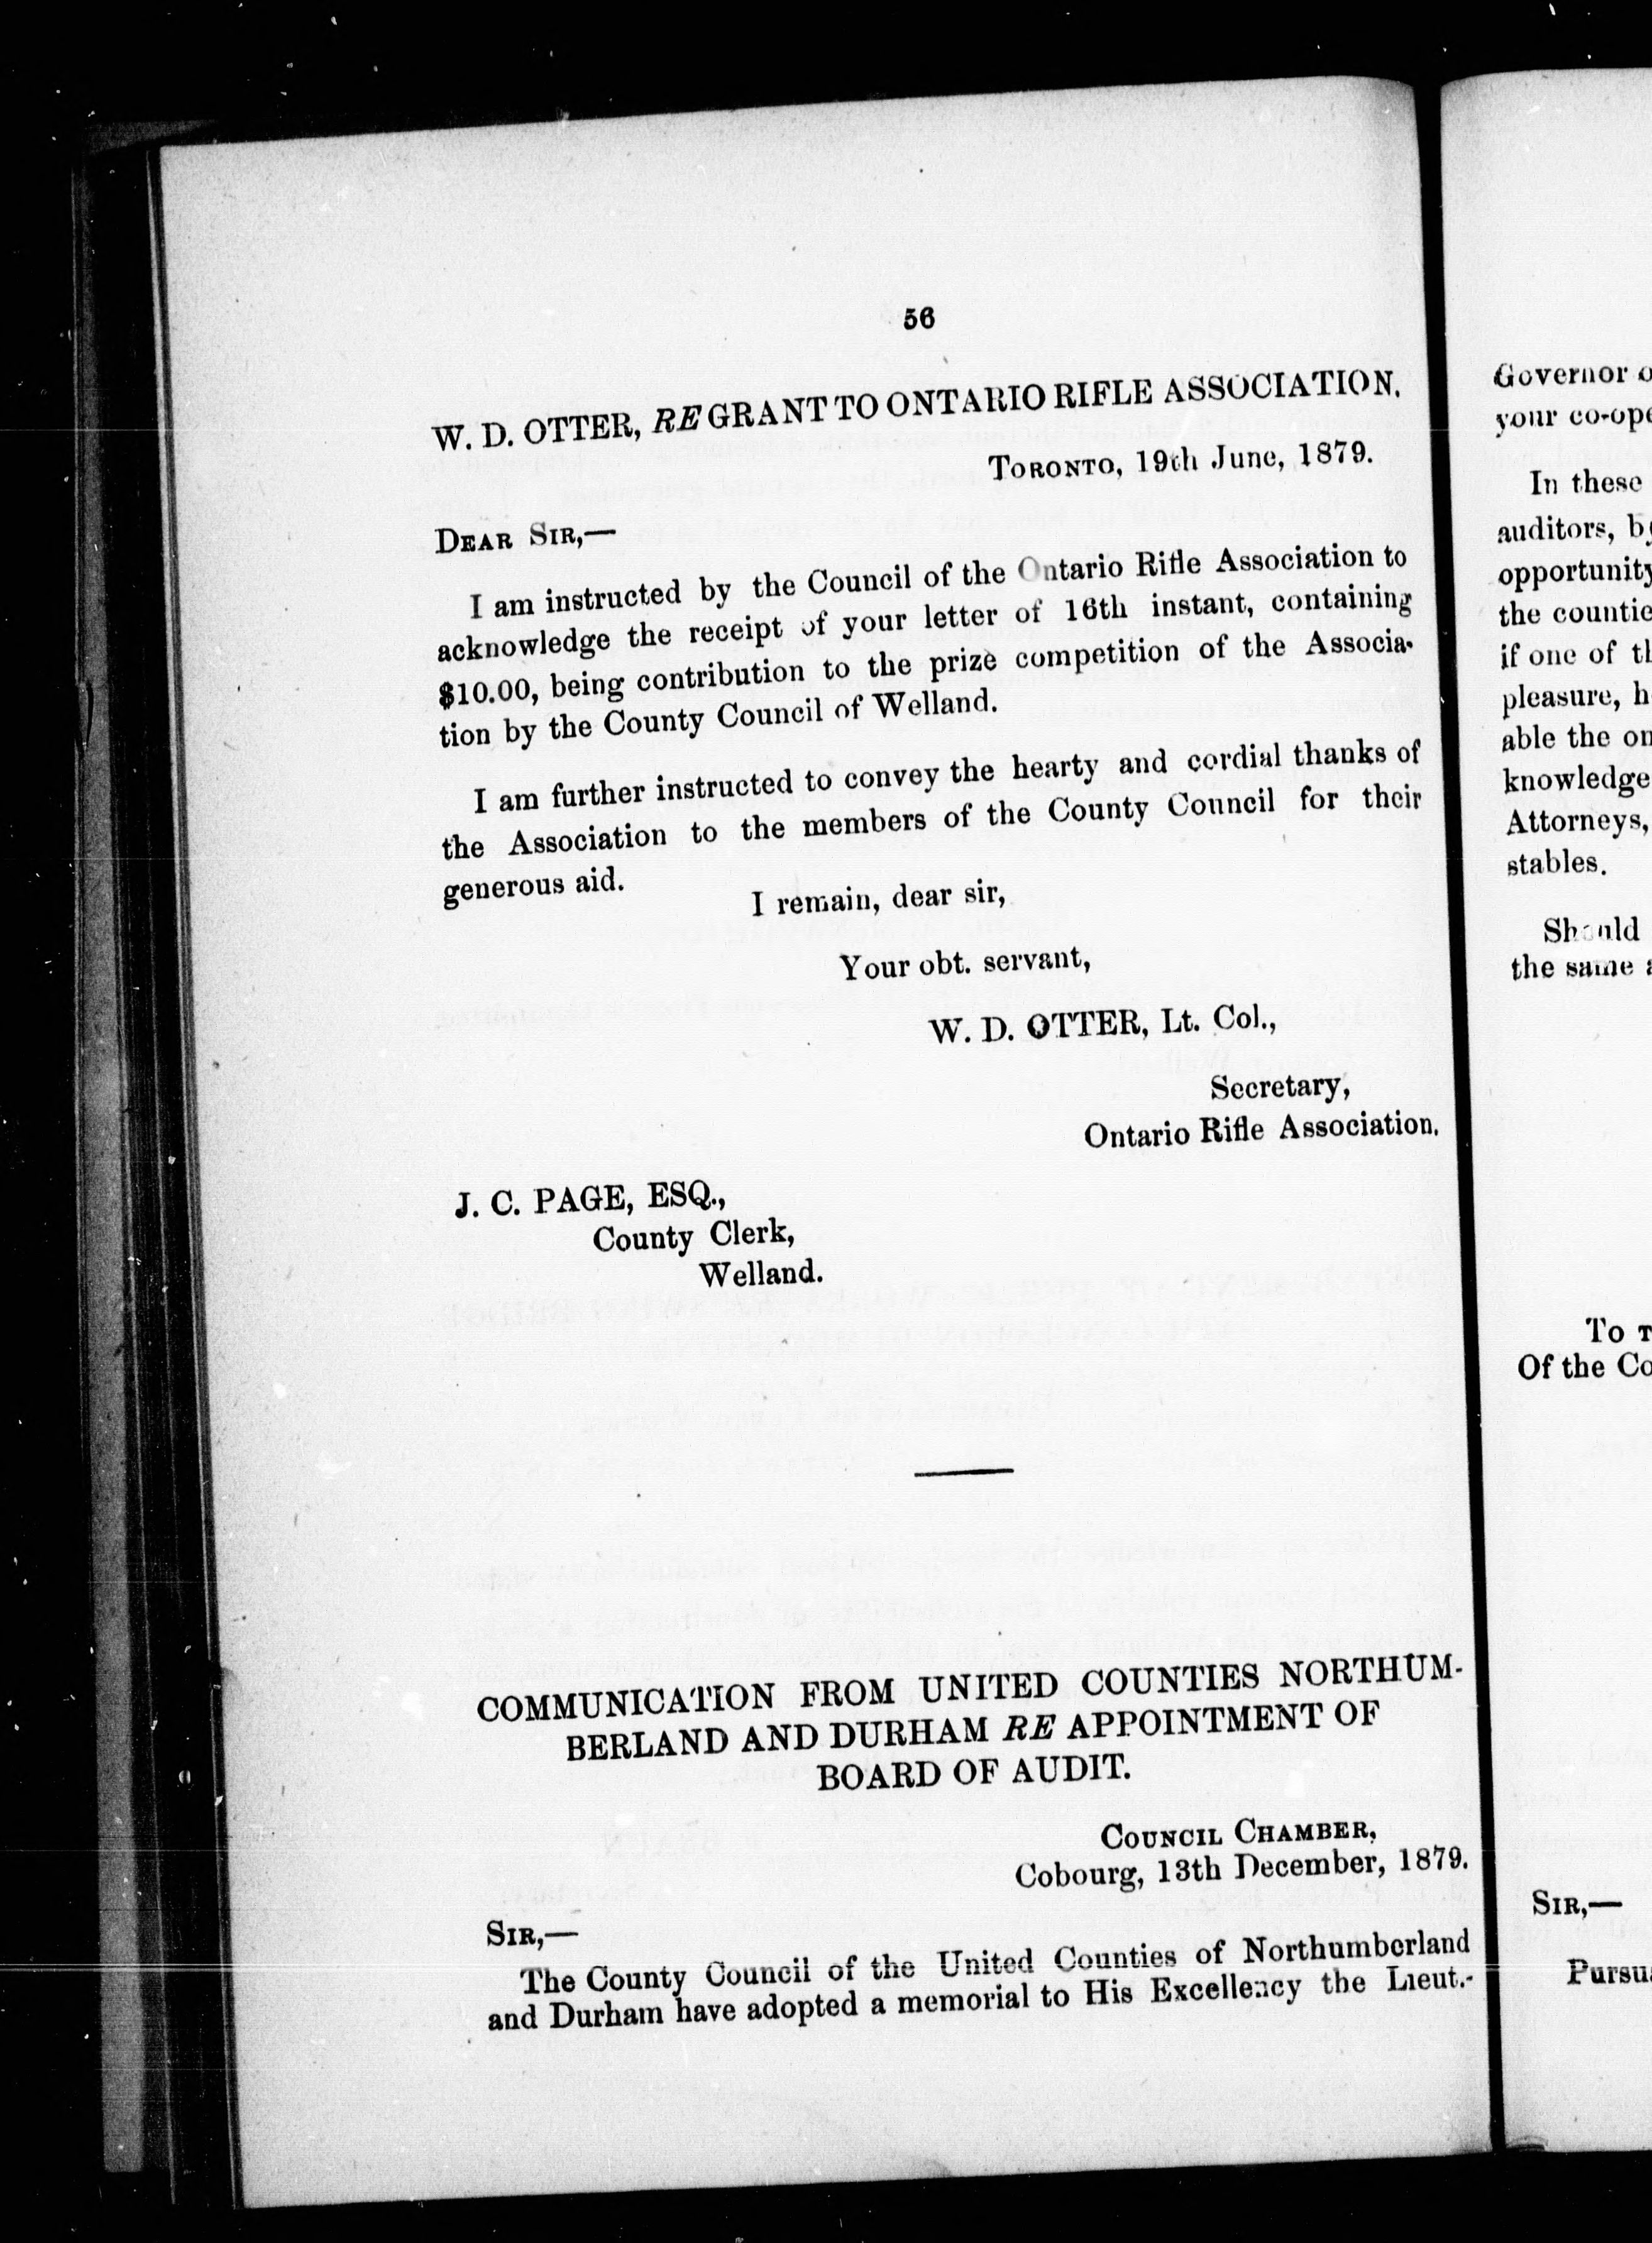 56
W. D. OTTER, RE GRANT TO ONTARIO RIFLE ASSOCIATION.
TORONTO, 19th June, 1879.
DEAR SIR,—
I am instructed by the Council of the Ontario Rifle Association to
acknowledge the receipt of your letter of 16th instant, containing
$10.00, being contribution to the prize competition of the Associa-
tion by the County Council of Welland.
I am further instructed to convey the hearty and cordial thanks of
the Association to the members of the County Council for their
generous aid.
I remain, dear sir,
Your obt. servant,
W. D. OTTER, Lt. Col.,
Secretary,
Ontario Rifle Association.
J. C. PAGE, ESQ.,
County Clerk,
Welland.
COMMUNICATION FROM UNITED COUNTIES NORTHUM-
BERLAND AND DURHAM RE APPOINTMENT OF
BOARD OF AUDIT.
COUNCIL CHAMBER,
Cobourg, 13th December, 1879.
SIR,—
The County Council of the United Counties of Northumberland
and Durham have adopted a memorial to His Excellency the Lieut.-
Governor
your co-ope
In these
auditors,
opportunity
the
if one of
pleasure,
able the
knowledge
Attorneys,
stables.
Should
the same
To
Of the Co
SIR,—
Pursu